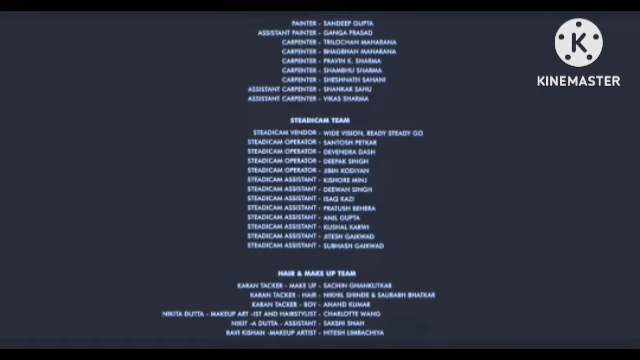 PAINTER - SANDEEP GUPTA
ASSISTANT PAINTER - GANGA PRASAD
CARPENTER - TRILOCHAN MAHARANA
CARPENTER - BHAGBHAN MAHARANA
CARPENTER - PRAVIN K. SHARMA
CARPENTER - SHAMBHU SHARMA
CARPENTER - SHESHNATH SAHANI
ASSISTANT CARPENTER - SHANKAR SAHU
ASSISTANT CARPENTER - VIKAS SHARMA
KINEMASTER
STEADICAM TEAM
STEADICAM VENDOR - WIDE VISION, READY STEADY GO
STEADICAM OPERATOR - SANTOSH PETKAR
STEADICAM OPERATOR - DEVENDRA DASH
STEADICAM OPERATOR - DEEPAK SINGH
STEADICAM OPERATOR - JIBIN KODIYAN
STEADICAM ASSISTANT - KISHORE MINJ
STEADICAM ASSISTANT - DEEWAN SINGH
STEADICAM ASSISTANT - ISAQ KAZI
STEADICAM ASSISTANT - PRATUSH BEHERA
STEADICAM ASSISTANT - ANIL GUPTA
STEADICAM ASSISTANT - KUSHAL KARWI
STEADICAM ASSISTANT - JITESH GAIKWAD
STEADICAM ASSISTANT - SUBHASH GAIKWAD
HAIR & MAKE UP TEAM
KARAN TACKER - MAKE UP - SACHIN GHANKUTKAR
KARAN TACKER - HAIR - NIKHIL SHINDE & SAURABH BHATKAR
KARAN TACKER - BOY - ANAND KUMAR
NIKITA DUTTA - MAKEUP ART -IST AND HAIRSTYLIST - CHARLOTTE WANG
NIKIT -A DUTTA - ASSISTANT - SAKSHI SHAH
RAVI KISHAN -MAKEUP ARTIST - HITESH LIMBACHIYA